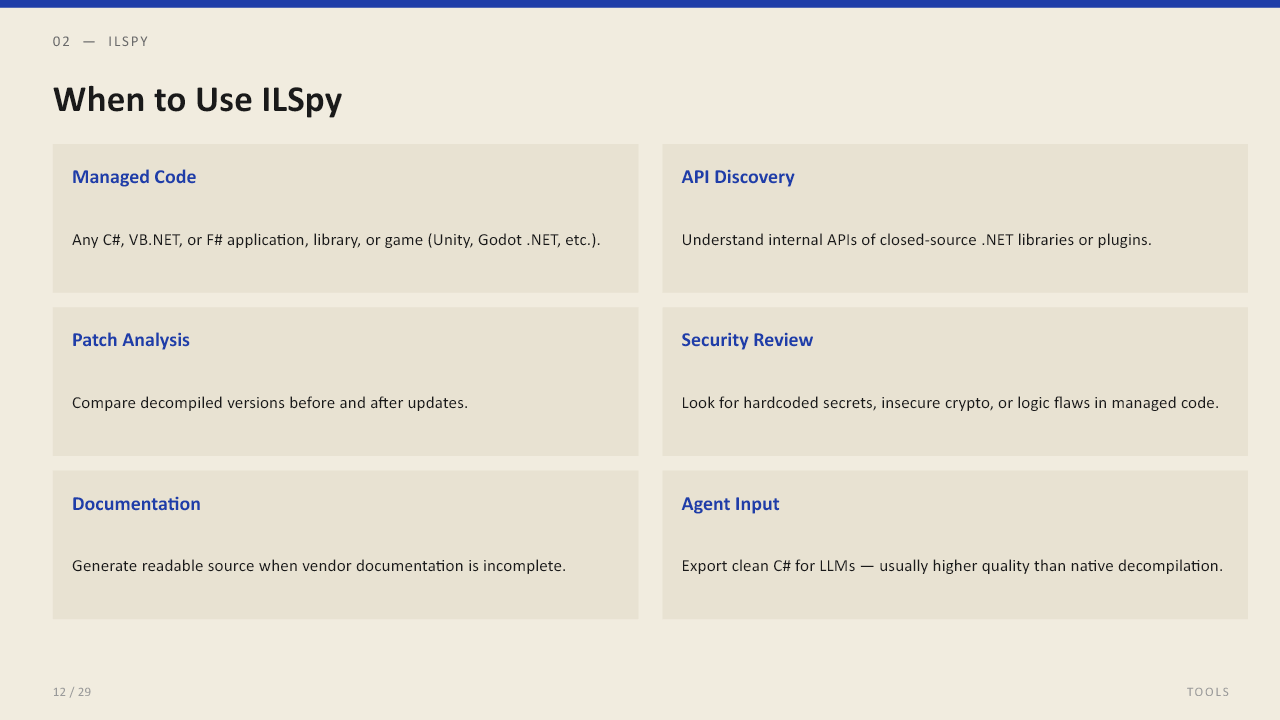 02 — ILSPY
When to Use ILSpy
Managed Code
Any C#, VB.NET, or F# application, library, or game (Unity, Godot .NET, etc.).
API Discovery
Understand internal APIs of closed-source .NET libraries or plugins.
Patch Analysis
Compare decompiled versions before and after updates.
Security Review
Look for hardcoded secrets, insecure crypto, or logic flaws in managed code.
Documentation
Generate readable source when vendor documentation is incomplete.
Agent Input
Export clean C# for LLMs — usually higher quality than native decompilation.
12 / 29
TOOLS